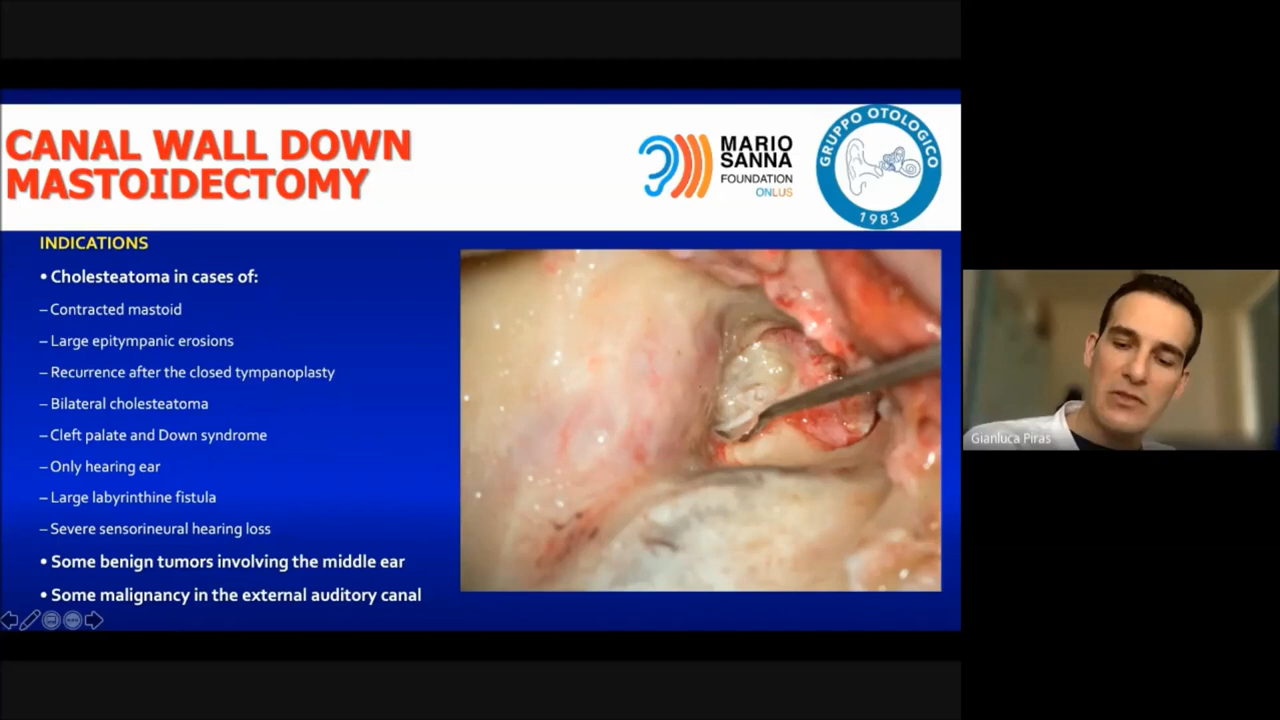 CANAL WALL DOWN
MASTOIDECTOMY
MARIO
SANNA
FOUNDATION
ONLUS
GRUPPO OTOLOGICO
1983
INDICATIONS
• Cholesteatoma in cases of:
– Contracted mastoid
– Large epitympanic erosions
– Recurrence after the closed tympanoplasty
– Bilateral cholesteatoma
– Cleft palate and Down syndrome
– Only hearing ear
– Large labyrinthine fistula
– Severe sensorineural hearing loss
• Some benign tumors involving the middle ear
• Some malignancy in the external auditory canal
Gianluca Piras